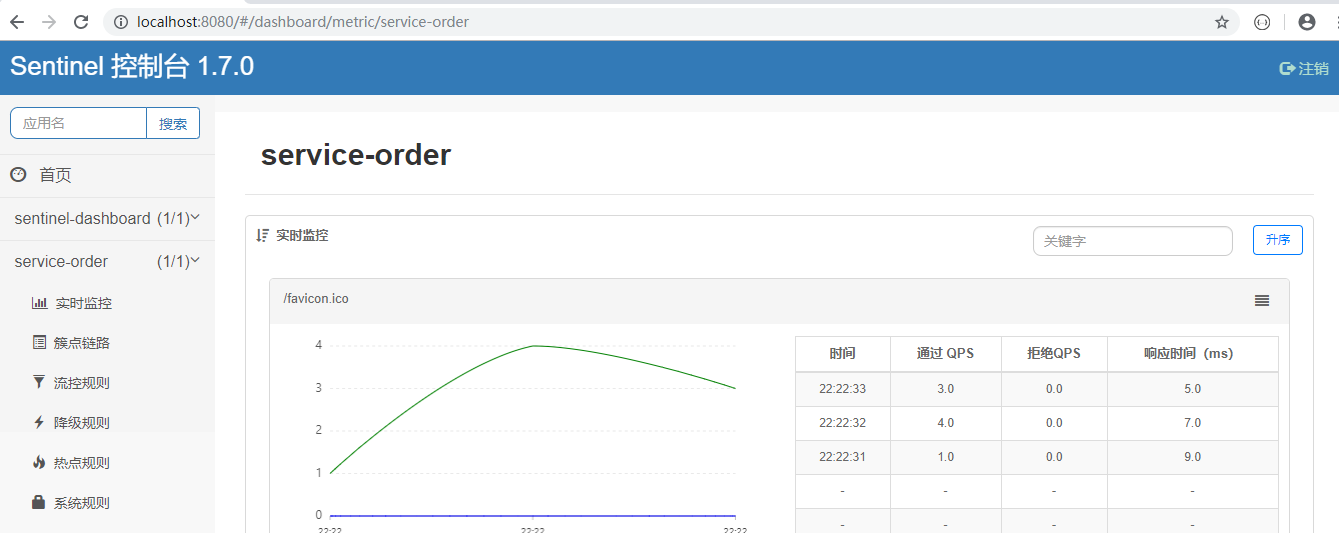 localhost:8080/#/dashboard/metric/service-order
Sentinel 控制台 1.7.0
注销
应用名 搜索
首页
sentinel-dashboard (1/1)
service-order (1/1)
实时监控
簇点链路
流控规则
降级规则
热点规则
系统规则
service-order
实时监控
关键字 升序
/favicon.ico
4
3
2
1
0
22:22 22:22 22:22
时间 通过 QPS 拒绝QPS 响应时间（ms）
22:22:33 3.0 0.0 5.0
22:22:32 4.0 0.0 7.0
22:22:31 1.0 0.0 9.0
- - - -
- - - -